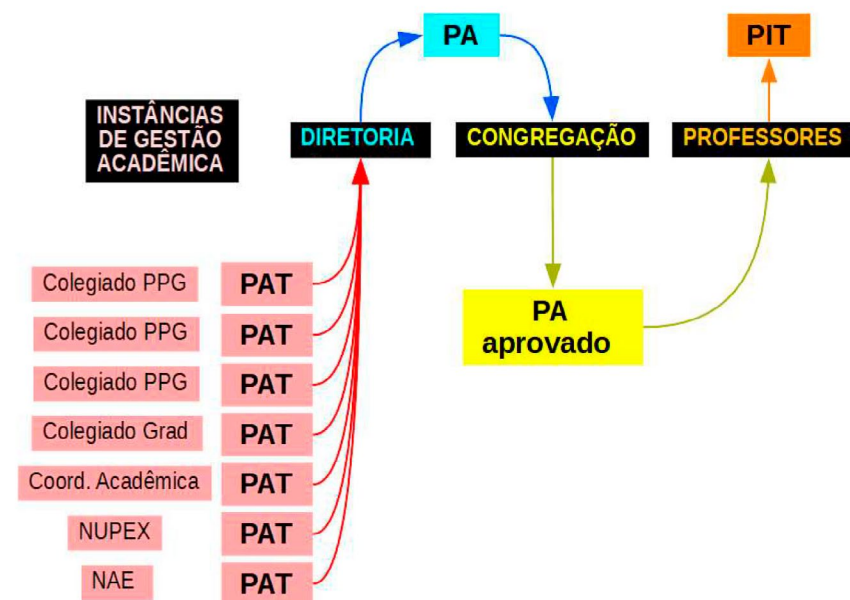 PA
PIT
INSTÂNCIAS
DE GESTÃO
ACADÊMICA
DIRETORIA
CONGREGAÇÃO
PROFESSORES
Colegiado PPG
PAT
Colegiado PPG
PAT
Colegiado PPG
PAT
Colegiado Grad
PAT
Coord. Acadêmica
PAT
NUPEX
PAT
NAE
PAT
PA
aprovado